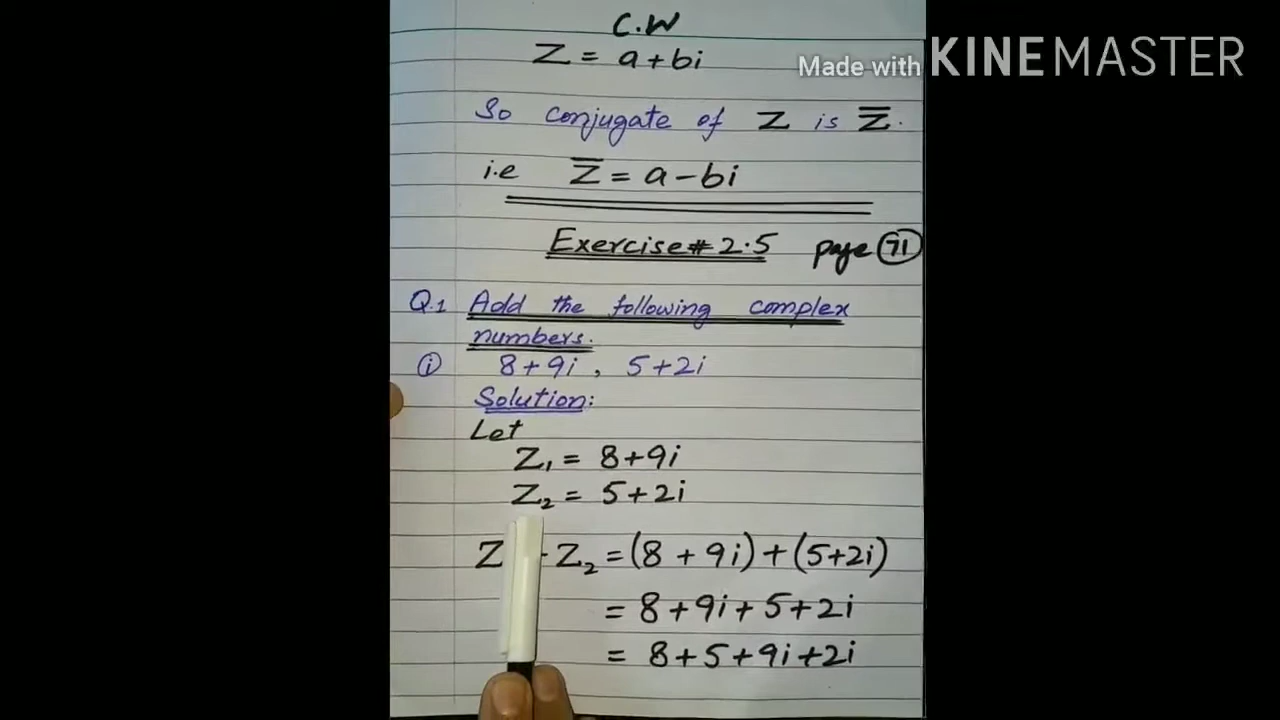 C.W
Made with KINEMASTER
Z = a+bi
So conjugate of Z is Z̅.
i.e Z̅ = a-bi
Exercise# 2.5 page 71
Q.1 Add the following complex
numbers.
(i) 8+9i, 5+2i
Solution:
Let
Z₁ = 8+9i
Z₂ = 5+2i
Z - Z₂ = (8 + 9i) + (5+2i)
= 8+9i+5+2i
= 8+5+9i+2i